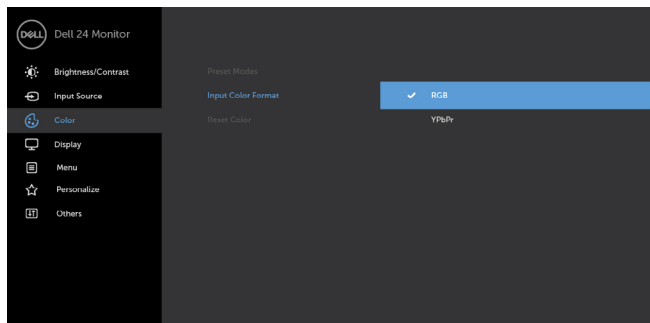 DELL Dell 24 Monitor
Brightness/Contrast Preset Modes
Input Source Input Color Format RGB
Color Reset Color YPbPr
Display
Menu
Personalize
Others